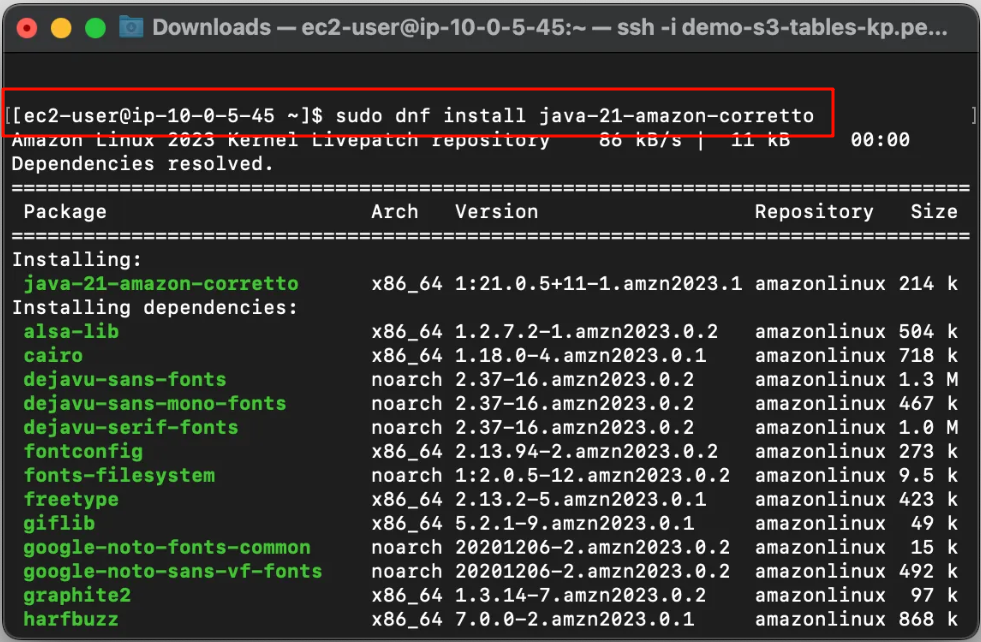 Downloads — ec2-user@ip-10-0-5-45:~ — ssh -i demo-s3-tables-kp.pe...
[[ec2-user@ip-10-0-5-45 ~]$ sudo dnf install java-21-amazon-corretto ]
Amazon Linux 2023 Kernel Livepatch repository 86 kB/s | 11 kB 00:00
Dependencies resolved.
================================================================================
Package Arch Version Repository Size
================================================================================
Installing:
java-21-amazon-corretto x86_64 1:21.0.5+11-1.amzn2023.1 amazonlinux 214 k
Installing dependencies:
alsa-lib x86_64 1.2.7.2-1.amzn2023.0.2 amazonlinux 504 k
cairo x86_64 1.18.0-4.amzn2023.0.1 amazonlinux 718 k
dejavu-sans-fonts noarch 2.37-16.amzn2023.0.2 amazonlinux 1.3 M
dejavu-sans-mono-fonts noarch 2.37-16.amzn2023.0.2 amazonlinux 467 k
dejavu-serif-fonts noarch 2.37-16.amzn2023.0.2 amazonlinux 1.0 M
fontconfig x86_64 2.13.94-2.amzn2023.0.2 amazonlinux 273 k
fonts-filesystem noarch 1:2.0.5-12.amzn2023.0.2 amazonlinux 9.5 k
freetype x86_64 2.13.2-5.amzn2023.0.1 amazonlinux 423 k
giflib x86_64 5.2.1-9.amzn2023.0.1 amazonlinux 49 k
google-noto-fonts-common noarch 20201206-2.amzn2023.0.2 amazonlinux 15 k
google-noto-sans-vf-fonts noarch 20201206-2.amzn2023.0.2 amazonlinux 492 k
graphite2 x86_64 1.3.14-7.amzn2023.0.2 amazonlinux 97 k
harfbuzz x86_64 7.0.0-2.amzn2023.0.1 amazonlinux 868 k